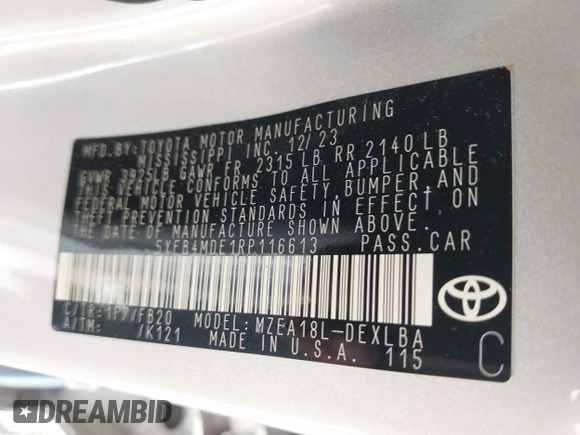 MFD.BY:TOYOTA MOTOR MANUFACTURING
MISSISSIPPI INC. 12/23
GVWR 3925LB GAWR FR 2315 LB RR 2140 LB
THIS VEHICLE CONFORMS TO ALL APPLICABLE
FEDERAL MOTOR VEHICLE SAFETY,BUMPER,AND
THEFT PREVENTION STANDARDS IN EFFECT ON
THE DATE OF MANUFACTURE SHOWN ABOVE.
5YFB4MDE1RP116613 PASS.CAR
C/TR:1F7/FB20 MODEL: MZEA18L-DEXLBA
A/TM: /K121 MADE IN U.S.A. 115 C
DREAMBID